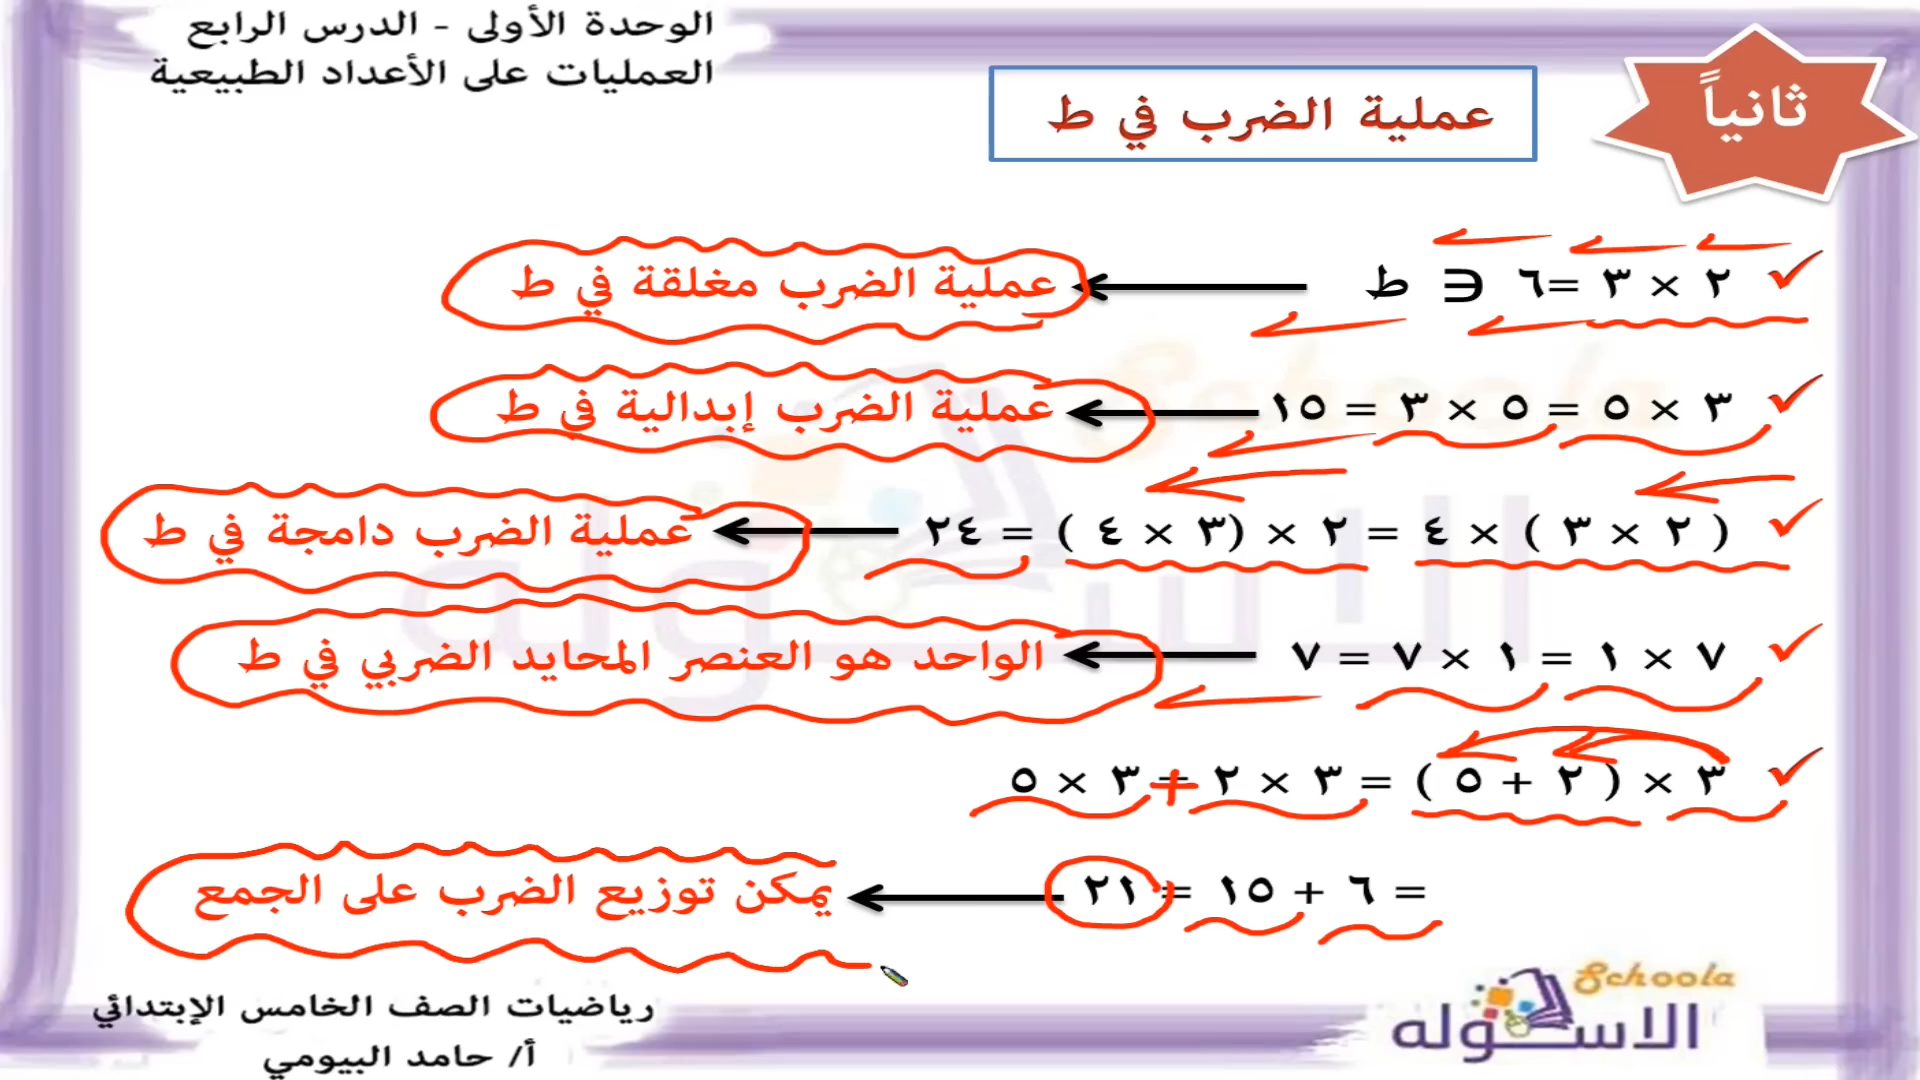 الوحدة الأولى - الدرس الرابع
العمليات على الأعداد الطبيعية
ثانياً
عملية الضرب في ط
٢ × ٣ =٦ ∋ ط
عملية الضرب مغلقة في ط
٣ × ٥ = ٥ × ٣ = ١٥
عملية الضرب إبدالية في ط
( ٢ × ٣ ) × ٤ = ٢ × (٣ × ٤ ) = ٢٤
عملية الضرب دامجة في ط
٧ × ١ = ١ × ٧ = ٧
الواحد هو العنصر المحايد الضربي في ط
٣ × ( ٢ + ٥ ) = ٣ × ٢ + ٣ × ٥
= ٦ + ١٥ = ٢١
يمكن توزيع الضرب على الجمع
رياضيات الصف الخامس الإبتدائي
أ/ حامد البيومي
Schoola
الاسكوله